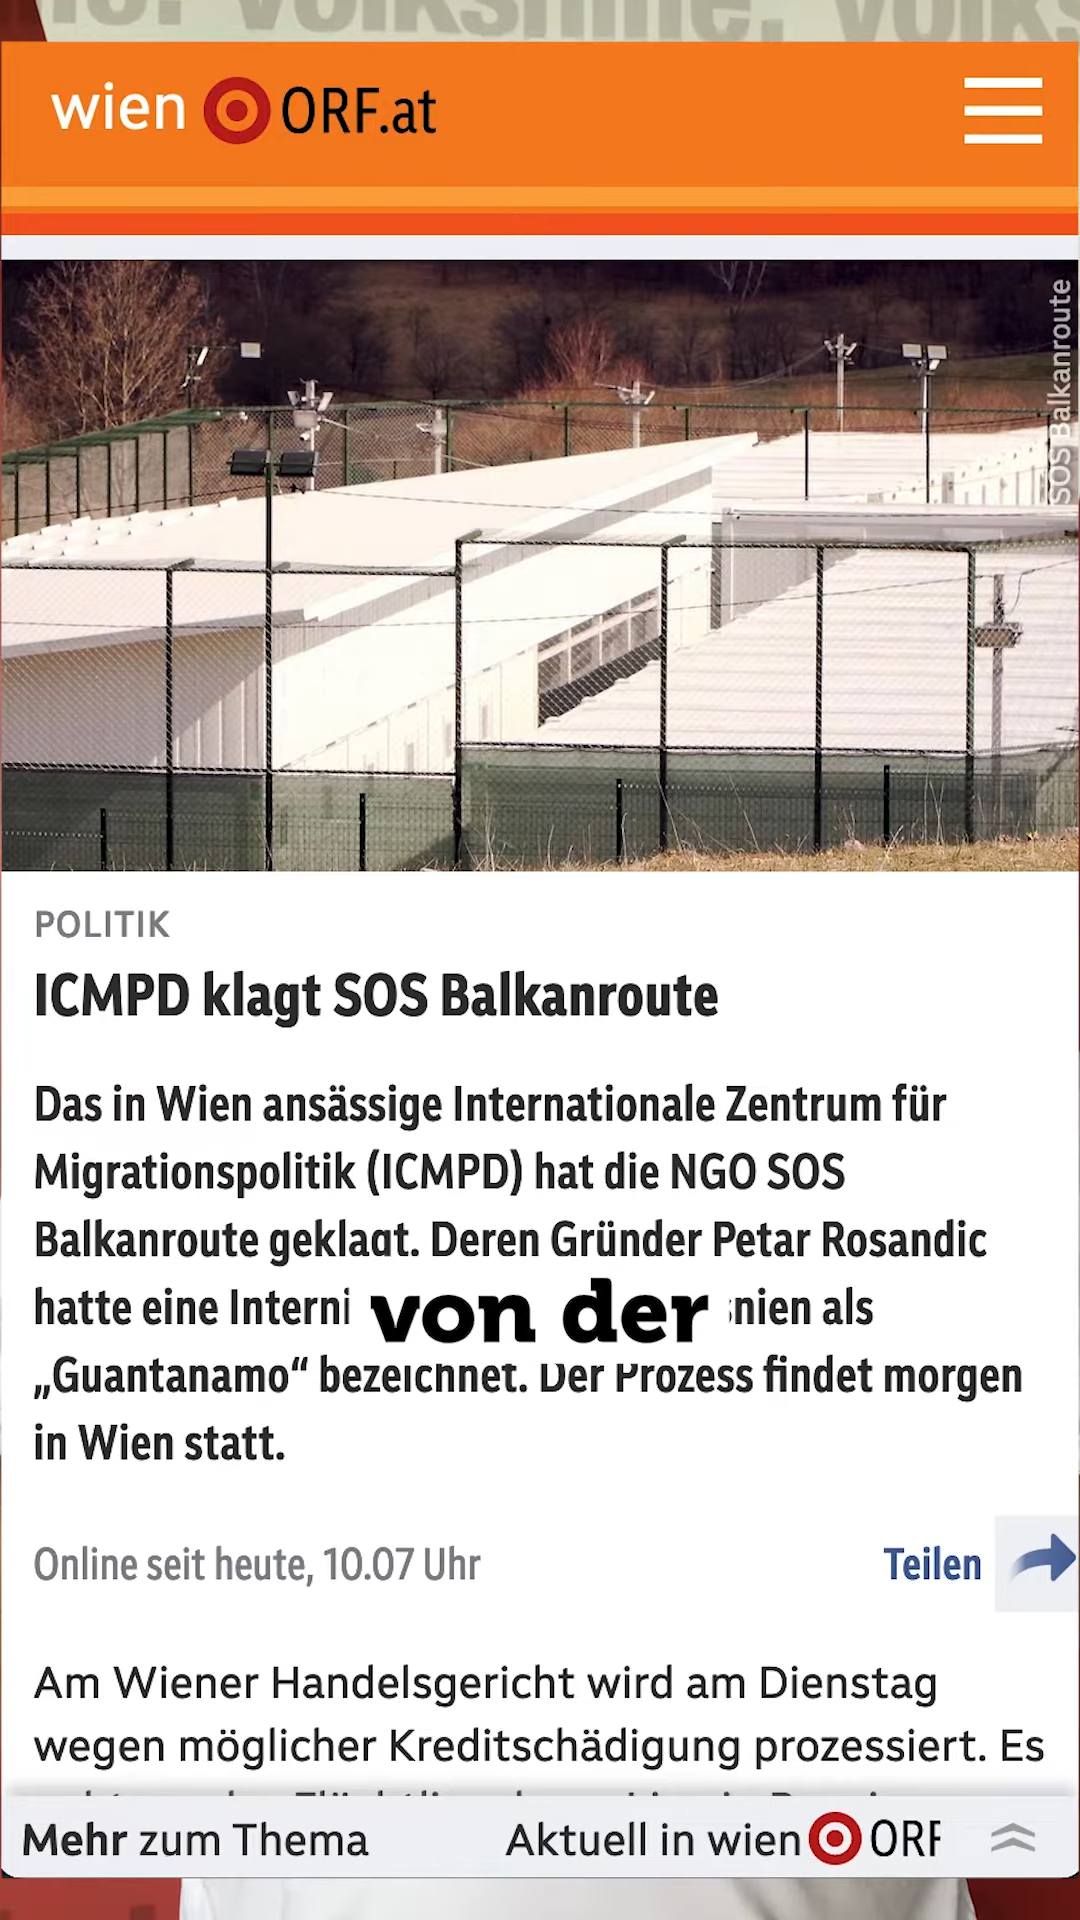 Volkshilfe. Volks
wien ORF.at
SOS Balkanroute
POLITIK
ICMPD klagt SOS Balkanroute
Das in Wien ansässige Internationale Zentrum für
Migrationspolitik (ICMPD) hat die NGO SOS
Balkanroute geklagt. Deren Gründer Petar Rosandic
hatte eine
von der
als
„Guantanamo“ bezeichnet. Der Prozess findet morgen
in Wien statt.
Online seit heute, 10.07 Uhr
Teilen
Am Wiener Handelsgericht wird am Dienstag
wegen möglicher Kreditschädigung prozessiert. Es
Mehr zum Thema
Aktuell in wien ORF